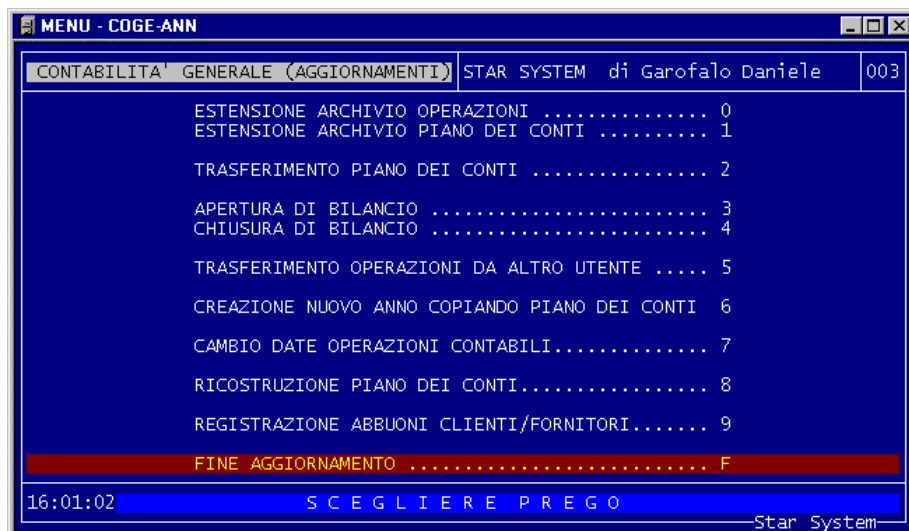 MENU - COGE-ANN
CONTABILITA' GENERALE (AGGIORNAMENTI) STAR SYSTEM di Garofalo Daniele 003
ESTENSIONE ARCHIVIO OPERAZIONI ............... 0
ESTENSIONE ARCHIVIO PIANO DEI CONTI .......... 1
TRASFERIMENTO PIANO DEI CONTI ................ 2
APERTURA DI BILANCIO ......................... 3
CHIUSURA DI BILANCIO ......................... 4
TRASFERIMENTO OPERAZIONI DA ALTRO UTENTE ..... 5
CREAZIONE NUOVO ANNO COPIANDO PIANO DEI CONTI 6
CAMBIO DATE OPERAZIONI CONTABILI.............. 7
RICOSTRUZIONE PIANO DEI CONTI................. 8
REGISTRAZIONE ABBUONI CLIENTI/FORNITORI....... 9
FINE AGGIORNAMENTO ........................... F
16:01:02 S C E G L I E R E P R E G O
Star System